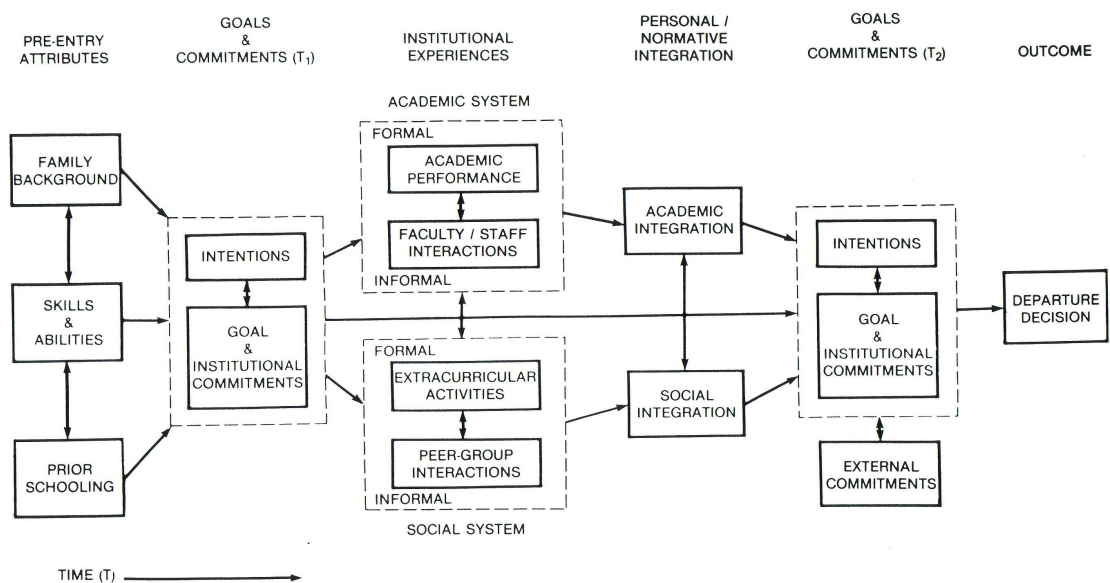 PRE-ENTRY
ATTRIBUTES
GOALS
&
COMMITMENTS (T1)
INSTITUTIONAL
EXPERIENCES
PERSONAL /
NORMATIVE
INTEGRATION
GOALS
&
COMMITMENTS (T2)
OUTCOME
FAMILY
BACKGROUND
SKILLS
&
ABILITIES
PRIOR
SCHOOLING
INTENTIONS
GOAL
&
INSTITUTIONAL
COMMITMENTS
ACADEMIC SYSTEM
FORMAL
ACADEMIC
PERFORMANCE
FACULTY / STAFF
INTERACTIONS
INFORMAL
FORMAL
EXTRACURRICULAR
ACTIVITIES
PEER-GROUP
INTERACTIONS
INFORMAL
SOCIAL SYSTEM
ACADEMIC
INTEGRATION
SOCIAL
INTEGRATION
INTENTIONS
GOAL
&
INSTITUTIONAL
COMMITMENTS
EXTERNAL
COMMITMENTS
DEPARTURE
DECISION
TIME (T)